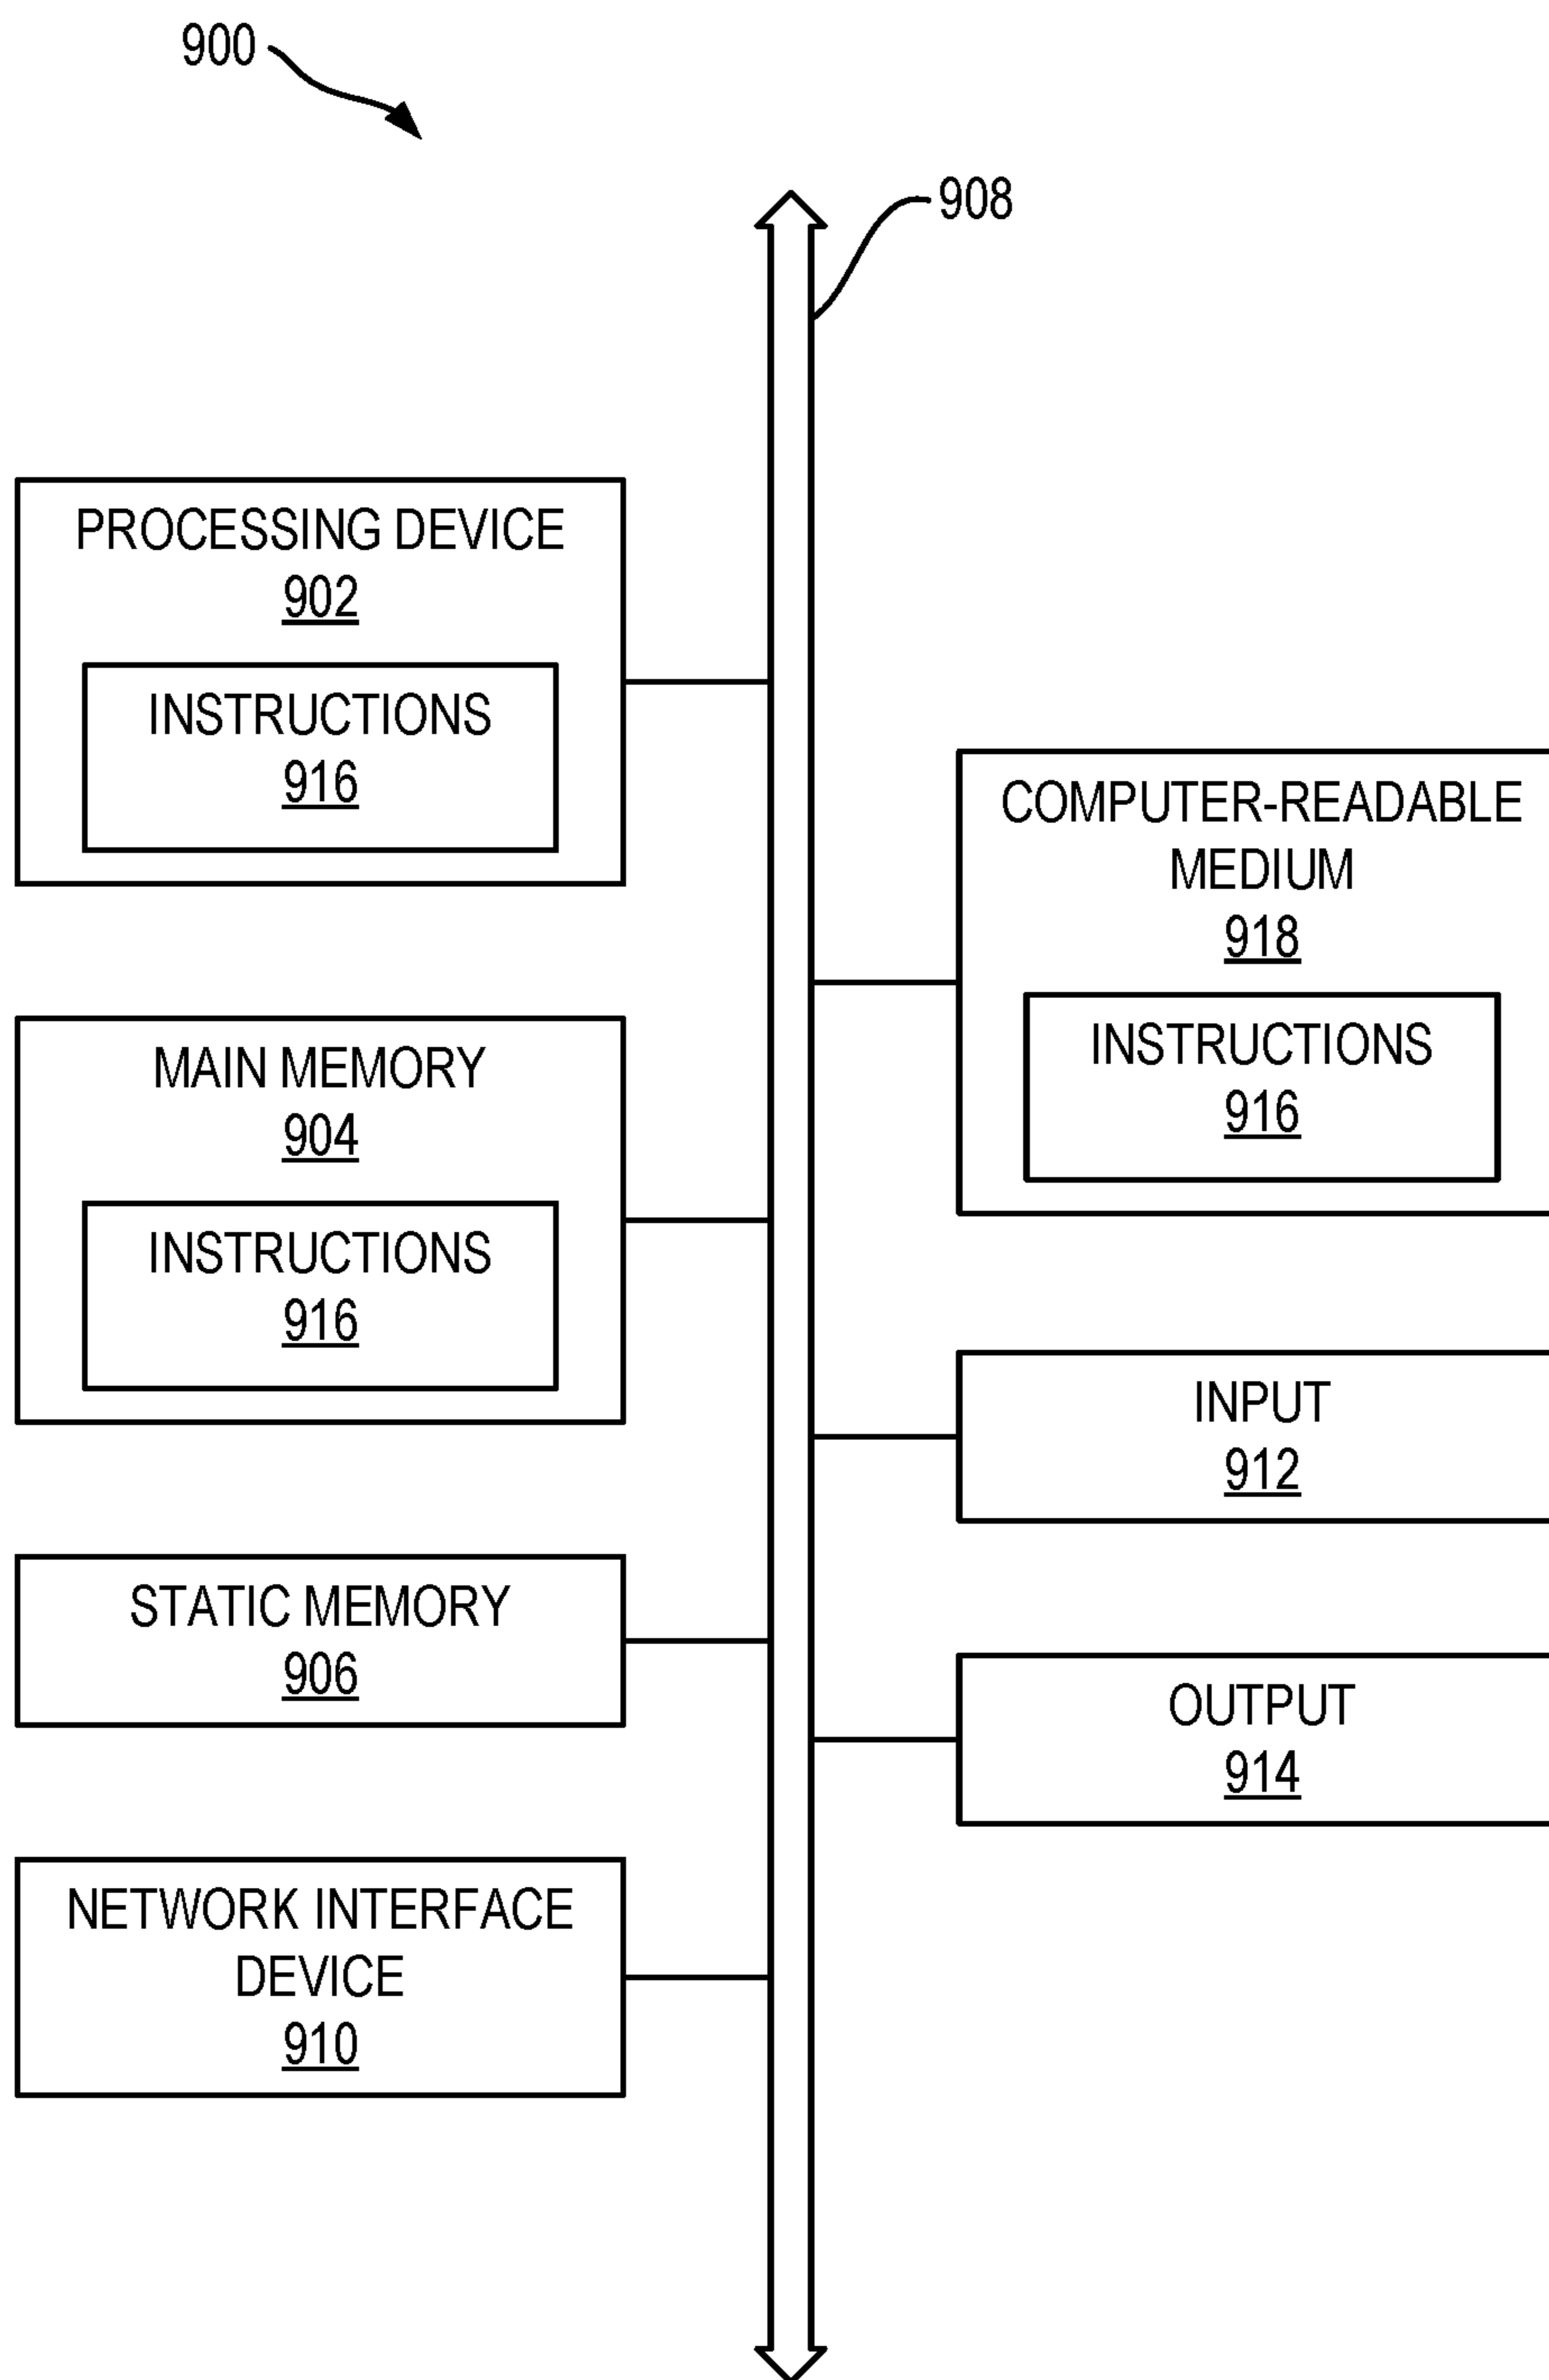 900
908
PROCESSING DEVICE
902
INSTRUCTIONS
916
MAIN MEMORY
904
INSTRUCTIONS
916
STATIC MEMORY
906
NETWORK INTERFACE
DEVICE
910
COMPUTER-READABLE
MEDIUM
918
INSTRUCTIONS
916
INPUT
912
OUTPUT
914